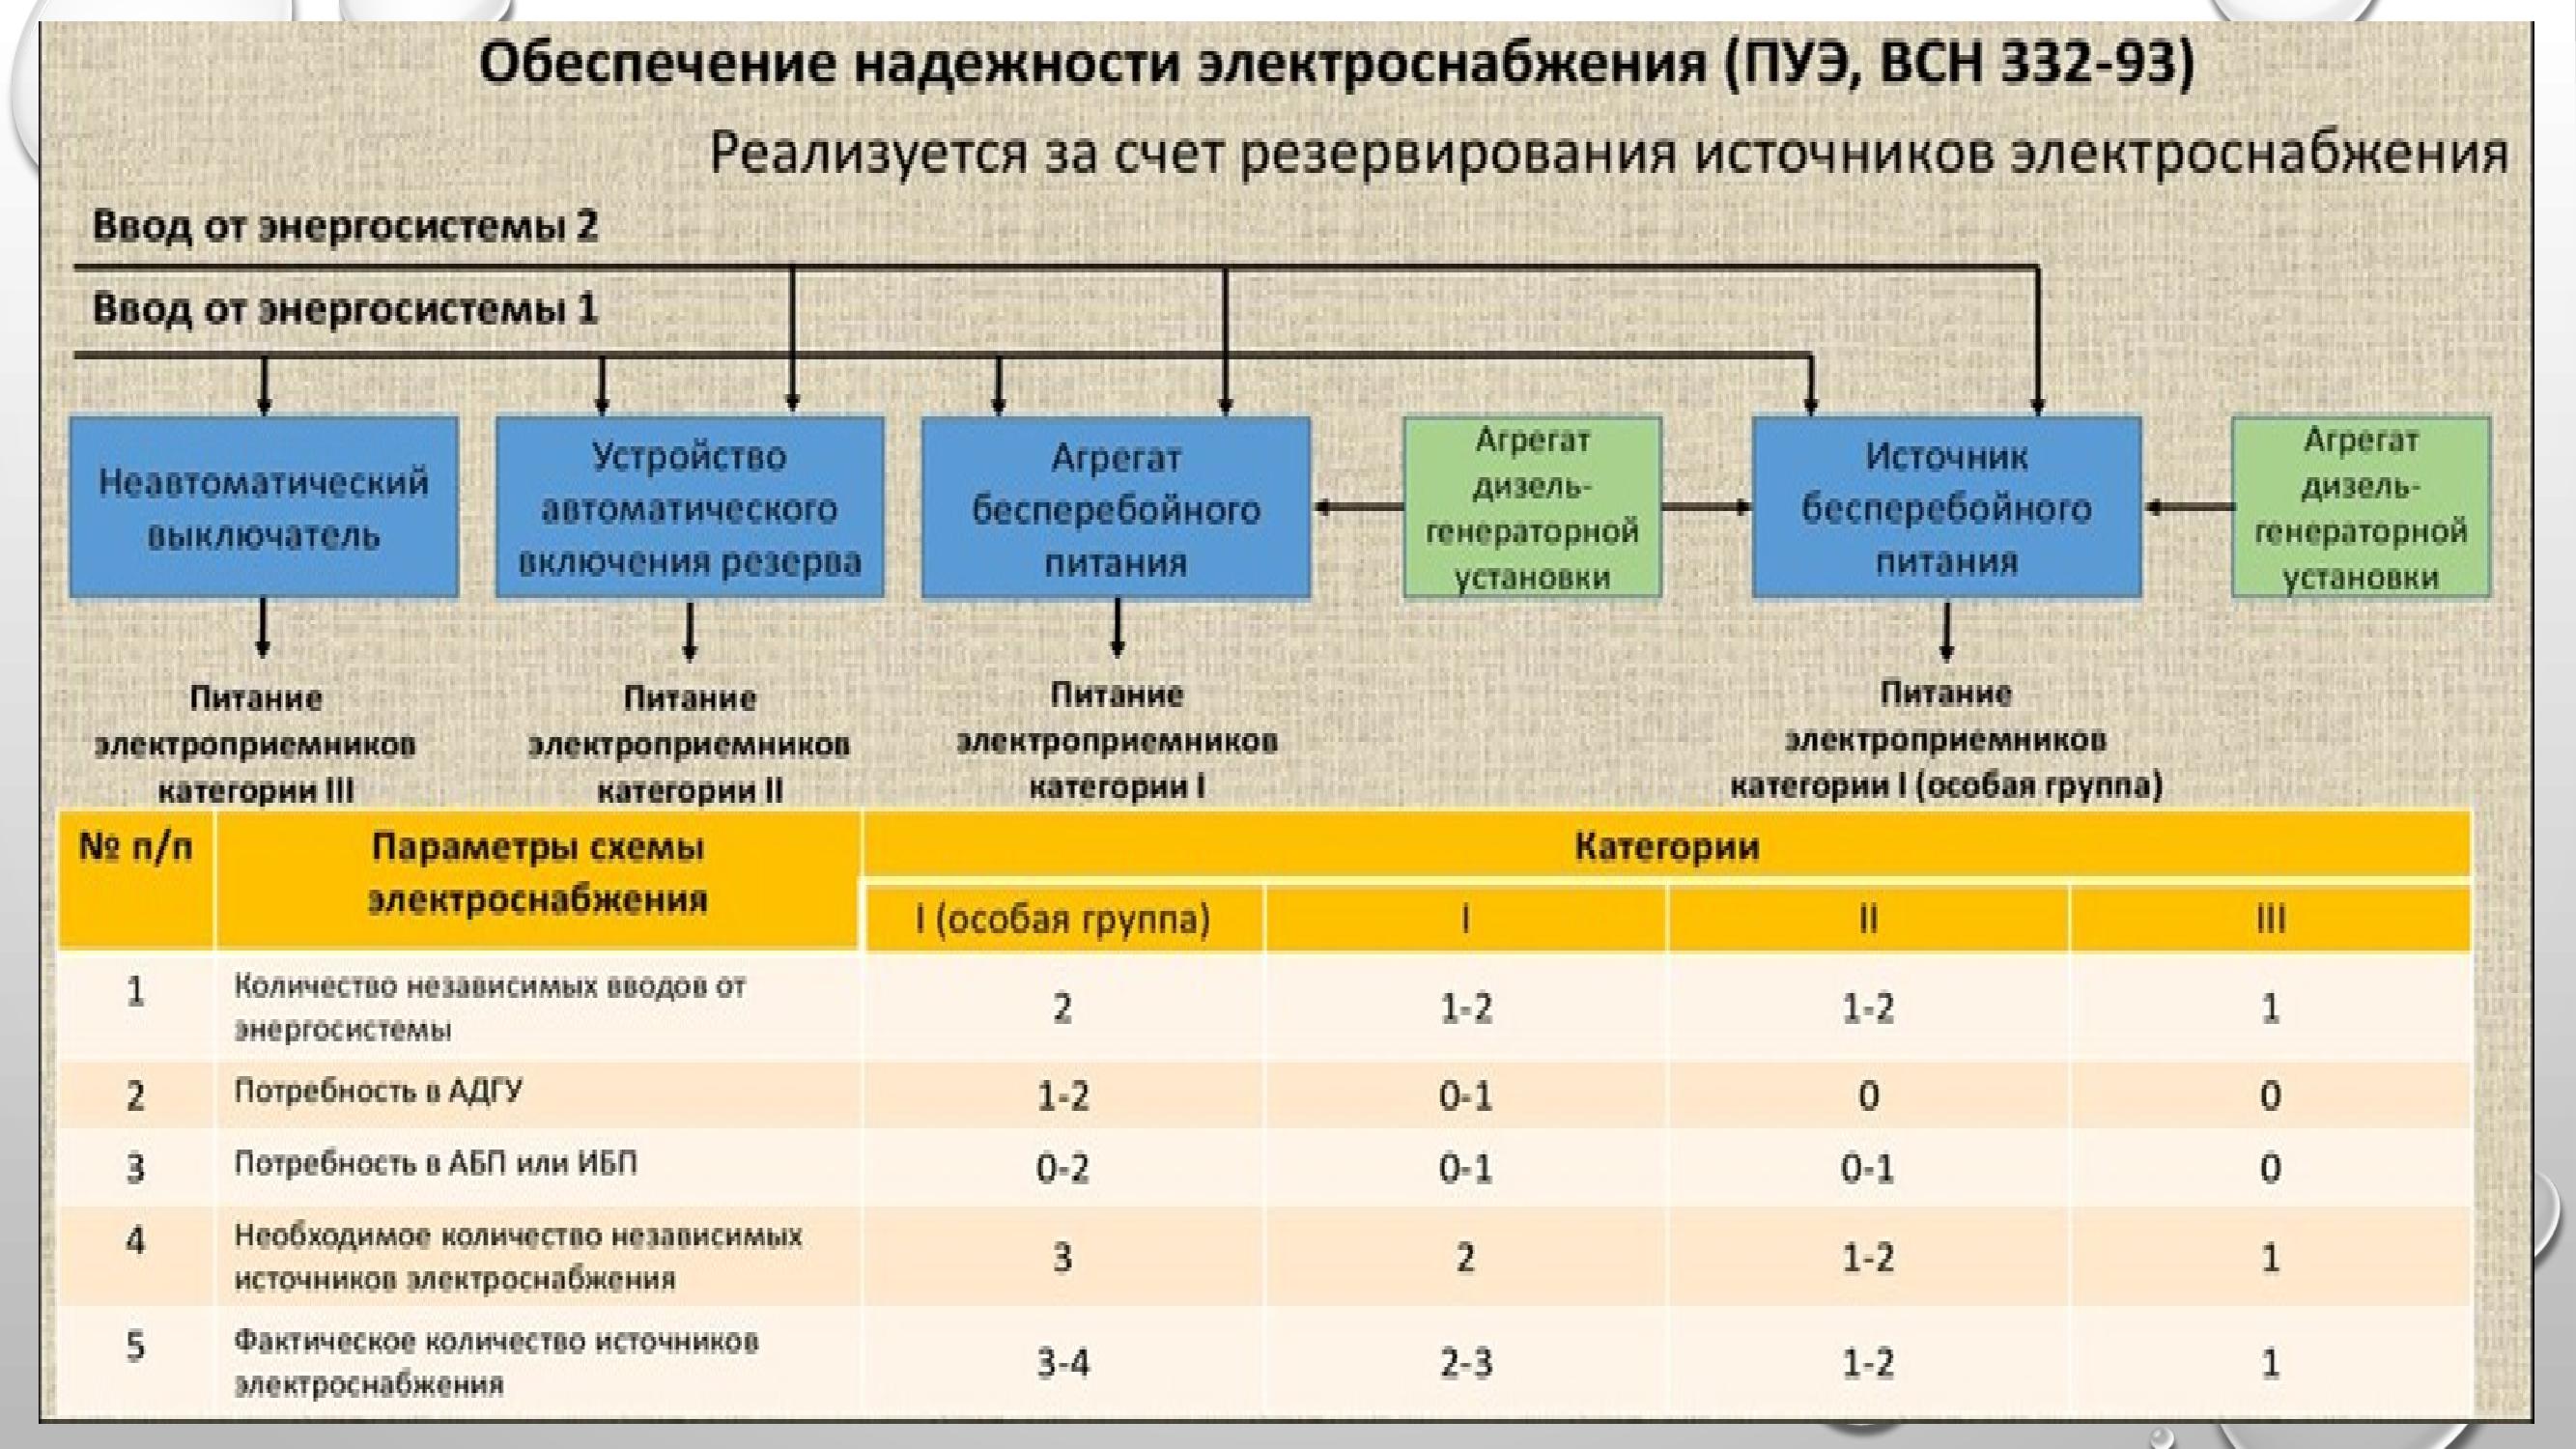 Обеспечение надежности электроснабжения (ПУЭ, ВСН 332-93)
Реализуется за счет резервирования источников электроснабжения
Ввод от энергосистемы 2
Ввод от энергосистемы 1
Неавтоматический
выключатель
Устройство
автоматического
включения резерва
Агрегат
бесперебойного
питания
Агрегат
дизель-
генераторной
установки
Источник
бесперебойного
питания
Агрегат
дизель-
генераторной
установки
Питание
электроприемников
категории III
Питание
электроприемников
категории II
Питание
электроприемников
категории I
Питание
электроприемников
категории I (особая группа)
№ п/п
Параметры схемы
электроснабжения
Категории
I (особая группа)
I
II
III
1
Количество независимых вводов от
энергосистемы
2
1-2
1-2
1
2
Потребность в АДГУ
1-2
0-1
0
0
3
Потребность в АБП или ИБП
0-2
0-1
0-1
0
4
Необходимое количество независимых
источников электроснабжения
3
2
1-2
1
5
Фактическое количество источников
электроснабжения
3-4
2-3
1-2
1